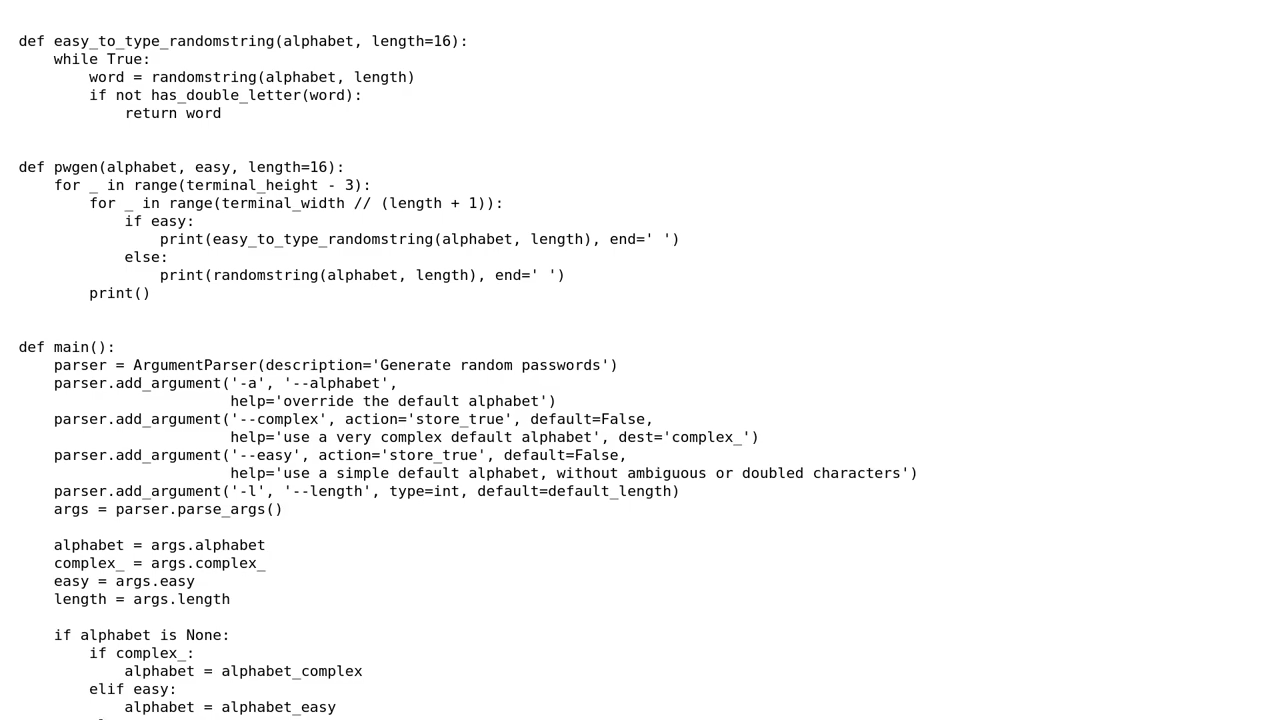 def easy_to_type_randomstring(alphabet, length=16):
    while True:
        word = randomstring(alphabet, length)
        if not has_double_letter(word):
            return word


def pwgen(alphabet, easy, length=16):
    for _ in range(terminal_height - 3):
        for _ in range(terminal_width // (length + 1)):
            if easy:
                print(easy_to_type_randomstring(alphabet, length), end=' ')
            else:
                print(randomstring(alphabet, length), end=' ')
        print()


def main():
    parser = ArgumentParser(description='Generate random passwords')
    parser.add_argument('-a', '--alphabet',
                        help='override the default alphabet')
    parser.add_argument('--complex', action='store_true', default=False,
                        help='use a very complex default alphabet', dest='complex_')
    parser.add_argument('--easy', action='store_true', default=False,
                        help='use a simple default alphabet, without ambiguous or doubled characters')
    parser.add_argument('-l', '--length', type=int, default=default_length)
    args = parser.parse_args()

    alphabet = args.alphabet
    complex_ = args.complex_
    easy = args.easy
    length = args.length

    if alphabet is None:
        if complex_:
            alphabet = alphabet_complex
        elif easy:
            alphabet = alphabet_easy